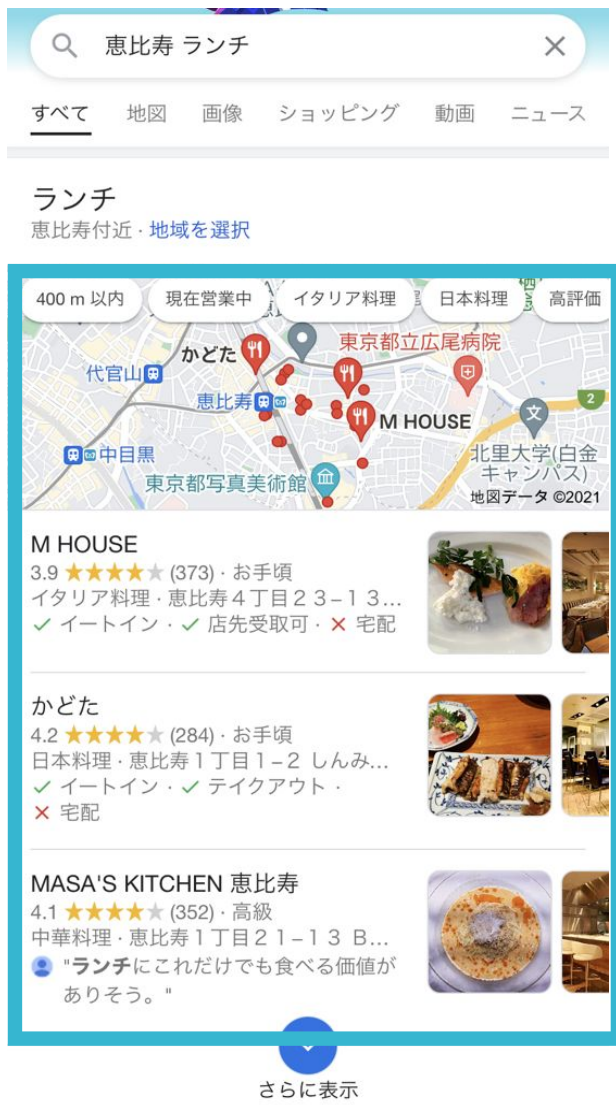 恵比寿 ランチ
すべて 地図 画像 ショッピング 動画 ニュース
ランチ
恵比寿付近・地域を選択
400 m 以内 現在営業中 イタリア料理 日本料理 高評価
かどた
東京都立広尾病院
代官山
恵比寿
2
M HOUSE
中目黒
北里大学(白金
キャンパス)
東京都写真美術館
地図データ ©2021
M HOUSE
3.9 ★★★★★ (373)・お手頃
イタリア料理・恵比寿4丁目23−13...
✓ イートイン・✓ 店先受取可・× 宅配
かどた
4.2 ★★★★★ (284)・お手頃
日本料理・恵比寿1丁目1−2 しんみ...
✓ イートイン・✓ テイクアウト・
× 宅配
MASA'S KITCHEN 恵比寿
4.1 ★★★★★ (352)・高級
中華料理・恵比寿1丁目21−13 B...
"ランチにこれだけでも食べる価値が
ありそう。"
さらに表示